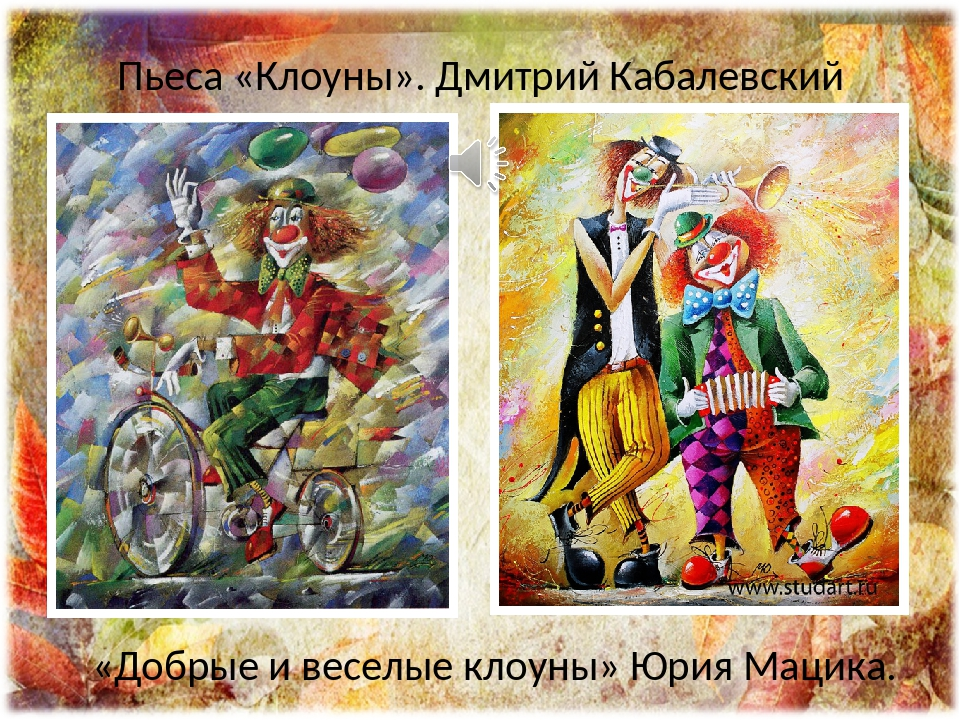 Пьеса «Клоуны». Дмитрий Кабалевский
www.studart.ru
«Добрые и веселые клоуны» Юрия Мацика.